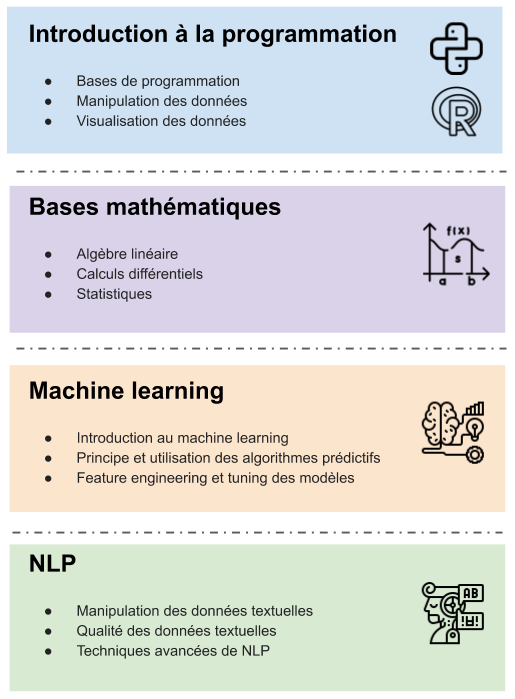 Introduction à la programmation
● Bases de programmation
● Manipulation des données
● Visualisation des données
R
Bases mathématiques
● Algèbre linéaire
● Calculs différentiels
● Statistiques
f(x)
s
a b
Machine learning
● Introduction au machine learning
● Principe et utilisation des algorithmes prédictifs
● Feature engineering et tuning des modèles
NLP
● Manipulation des données textuelles
● Qualité des données textuelles
● Techniques avancées de NLP
AB